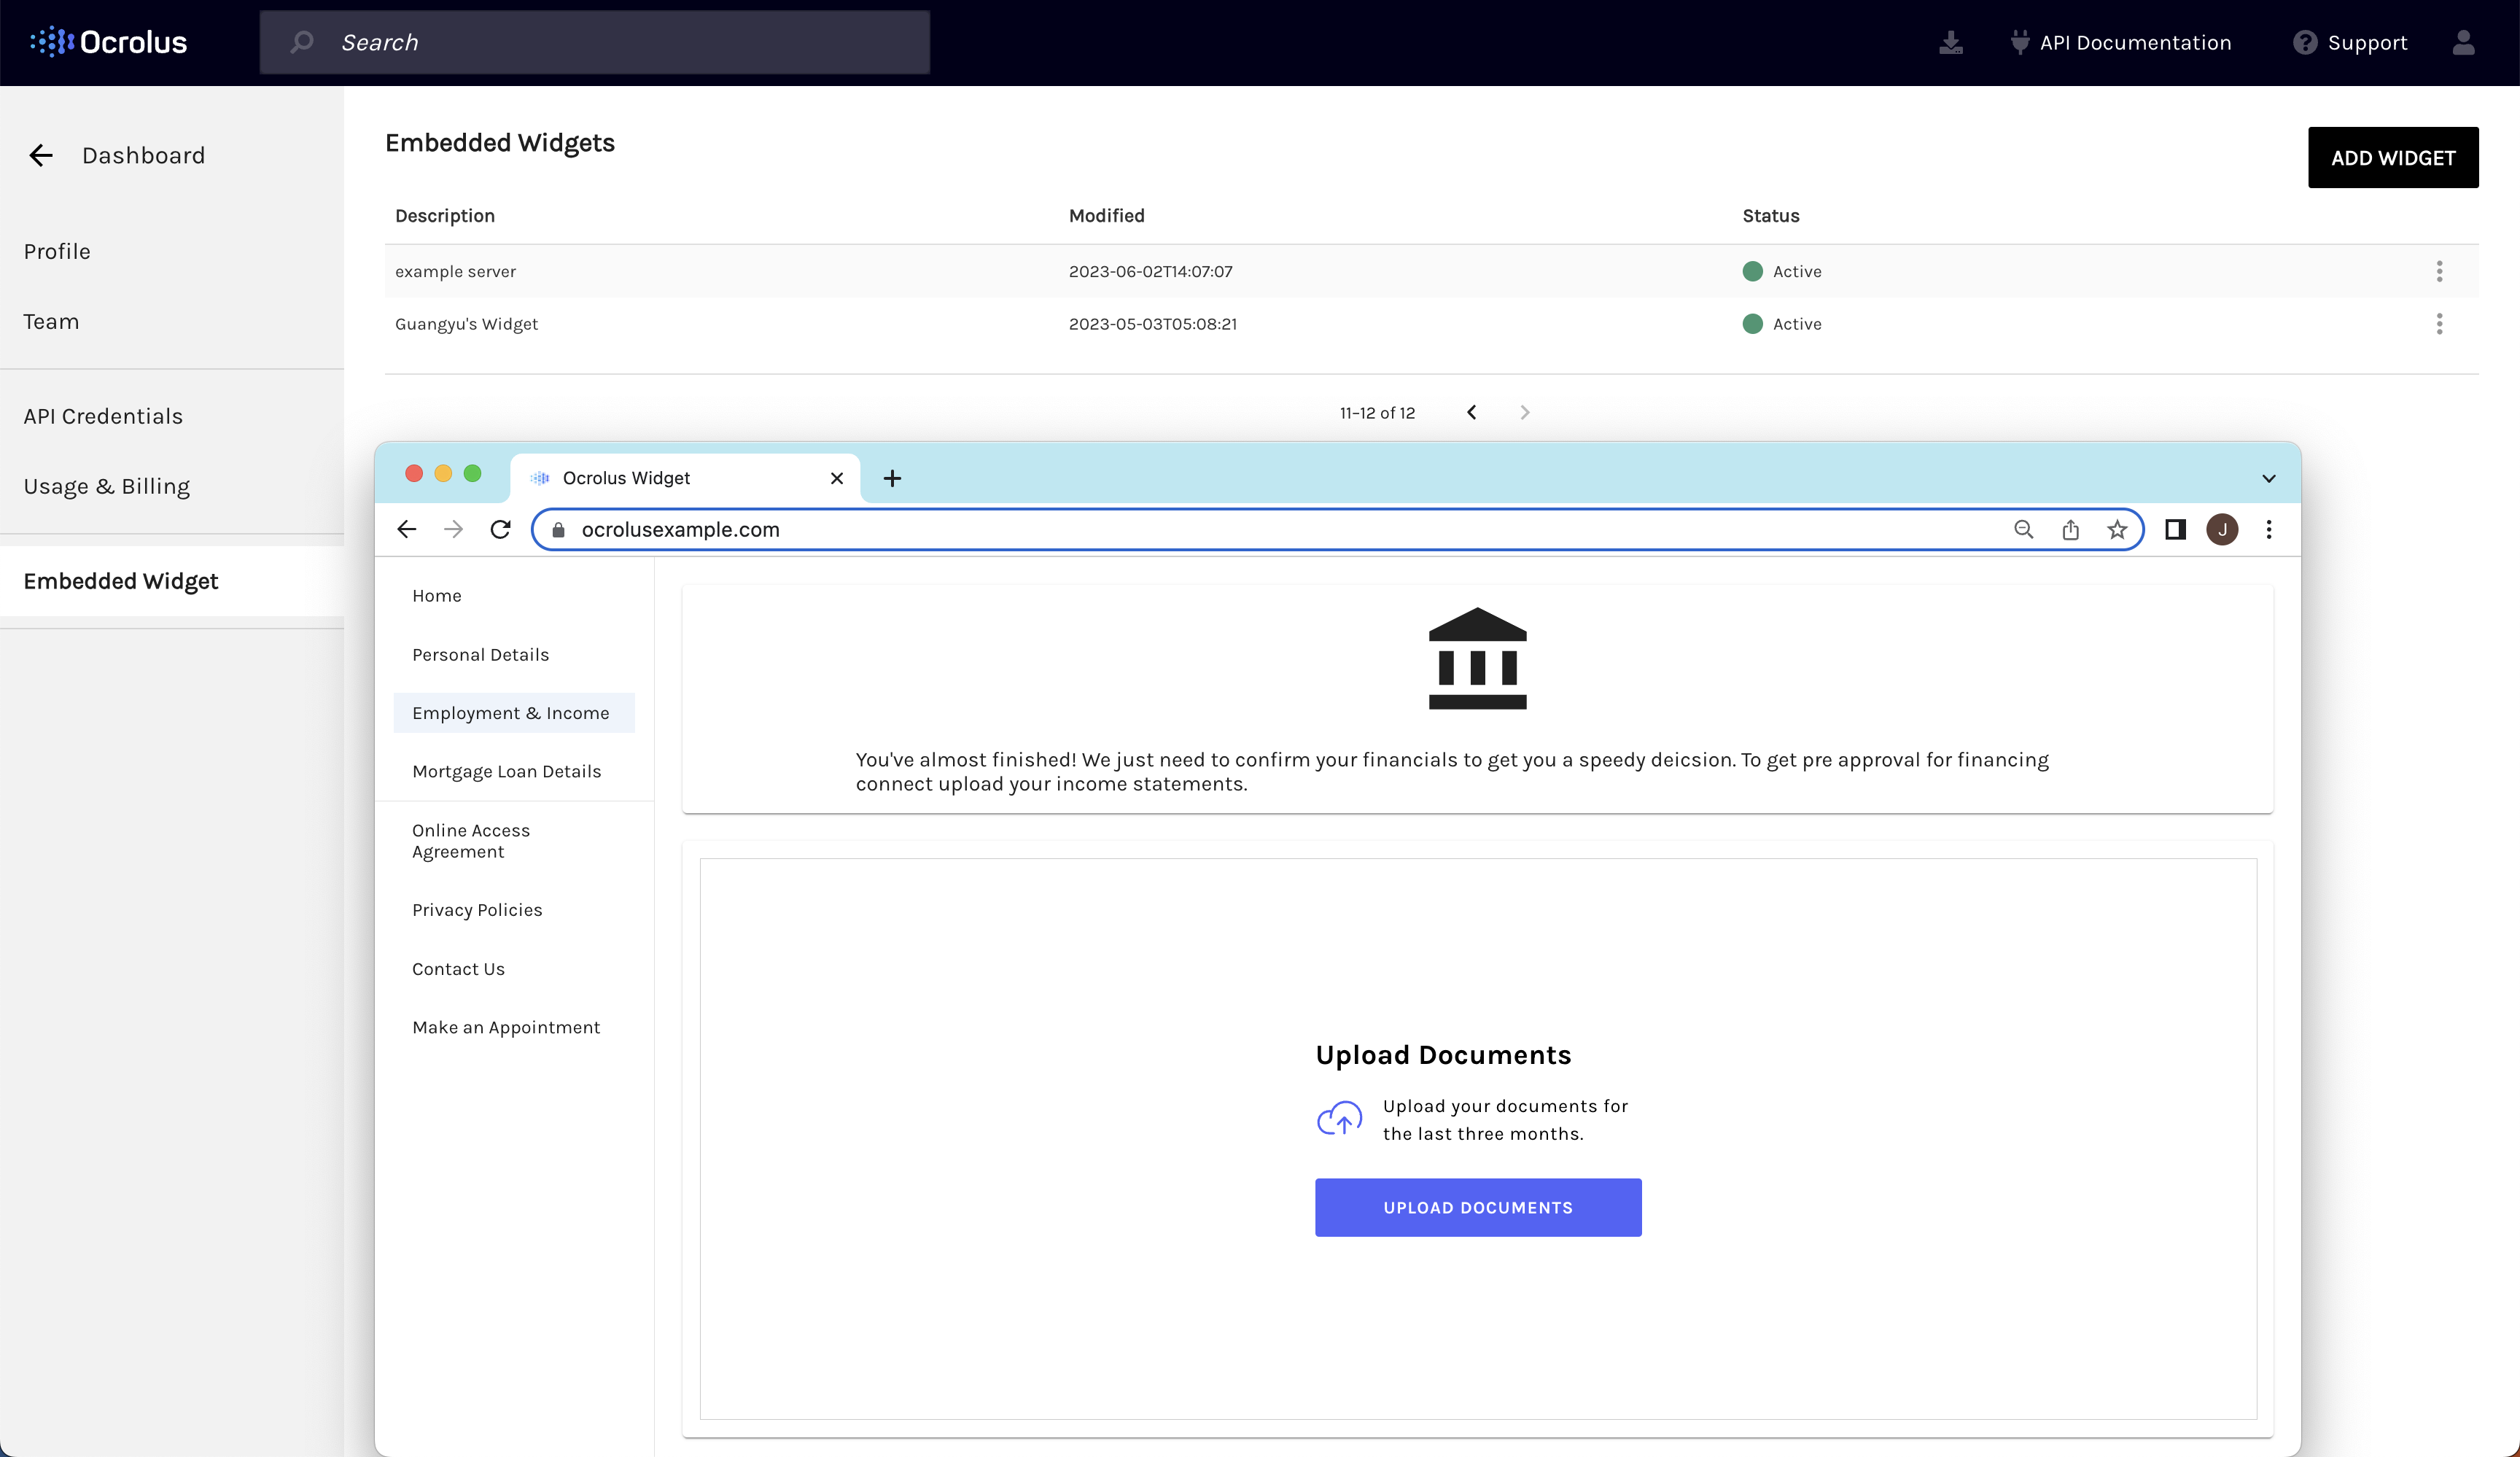 Ocrolus
Search
API Documentation
Support
Dashboard
Profile
Team
API Credentials
Usage & Billing
Embedded Widget
Embedded Widgets
ADD WIDGET
Description Modified Status
example server 2023-06-02T14:07:07 Active
Guangyu's Widget 2023-05-03T05:08:21 Active
11-12 of 12
Ocrolus Widget
ocrolusexample.com
J
Home
Personal Details
Employment & Income
Mortgage Loan Details
Online Access
Agreement
Privacy Policies
Contact Us
Make an Appointment
You've almost finished! We just need to confirm your financials to get you a speedy deicsion. To get pre approval for financing
connect upload your income statements.
Upload Documents
Upload your documents for
the last three months.
UPLOAD DOCUMENTS